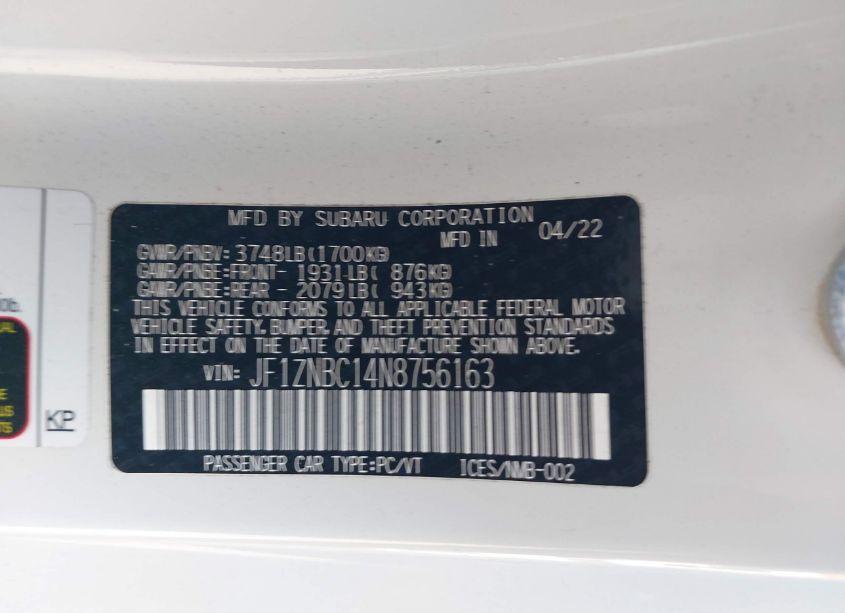 MFD BY SUBARU CORPORATION
MFD IN 04/22
GVWR/PNBV: 3748LB(1700KG)
GAWR/PNBE:FRONT- 1931LB( 876KG)
GAWR/PNBE:REAR - 2079LB( 943KG)
THIS VEHICLE CONFORMS TO ALL APPLICABLE FEDERAL MOTOR
VEHICLE SAFETY, BUMPER, AND THEFT PREVENTION STANDARDS
IN EFFECT ON THE DATE OF MANUFACTURE SHOWN ABOVE.
VIN: JF1ZNBC14N8756163
PASSENGER CAR TYPE:PC/VT ICES/NMB-002
KP